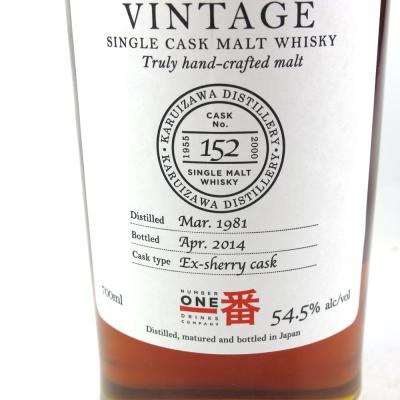 VINTAGE
SINGLE CASK MALT WHISKY
Truly hand-crafted malt
KARUIZAWA DISTILLERY
CASK
No.
1955
152
2000
SINGLE MALT
WHISKY
KARUIZAWA DISTILLERY
Distilled Mar. 1981
Bottled Apr. 2014
Cask type Ex-sherry cask
700ml
NUMBER
ONE
DRINKS
COMPANY
番
54.5% alc/vol
Distilled, matured and bottled in Japan